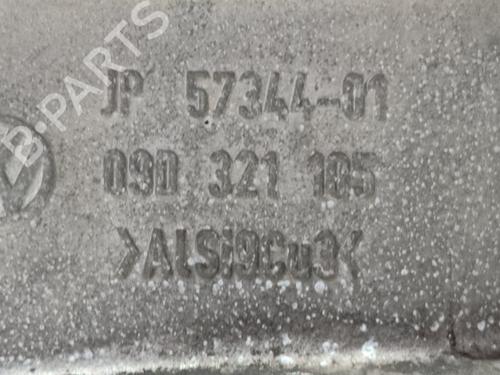 B-PARTS
JP 57344-01
09D 321 105
>AlSi9Cu3<